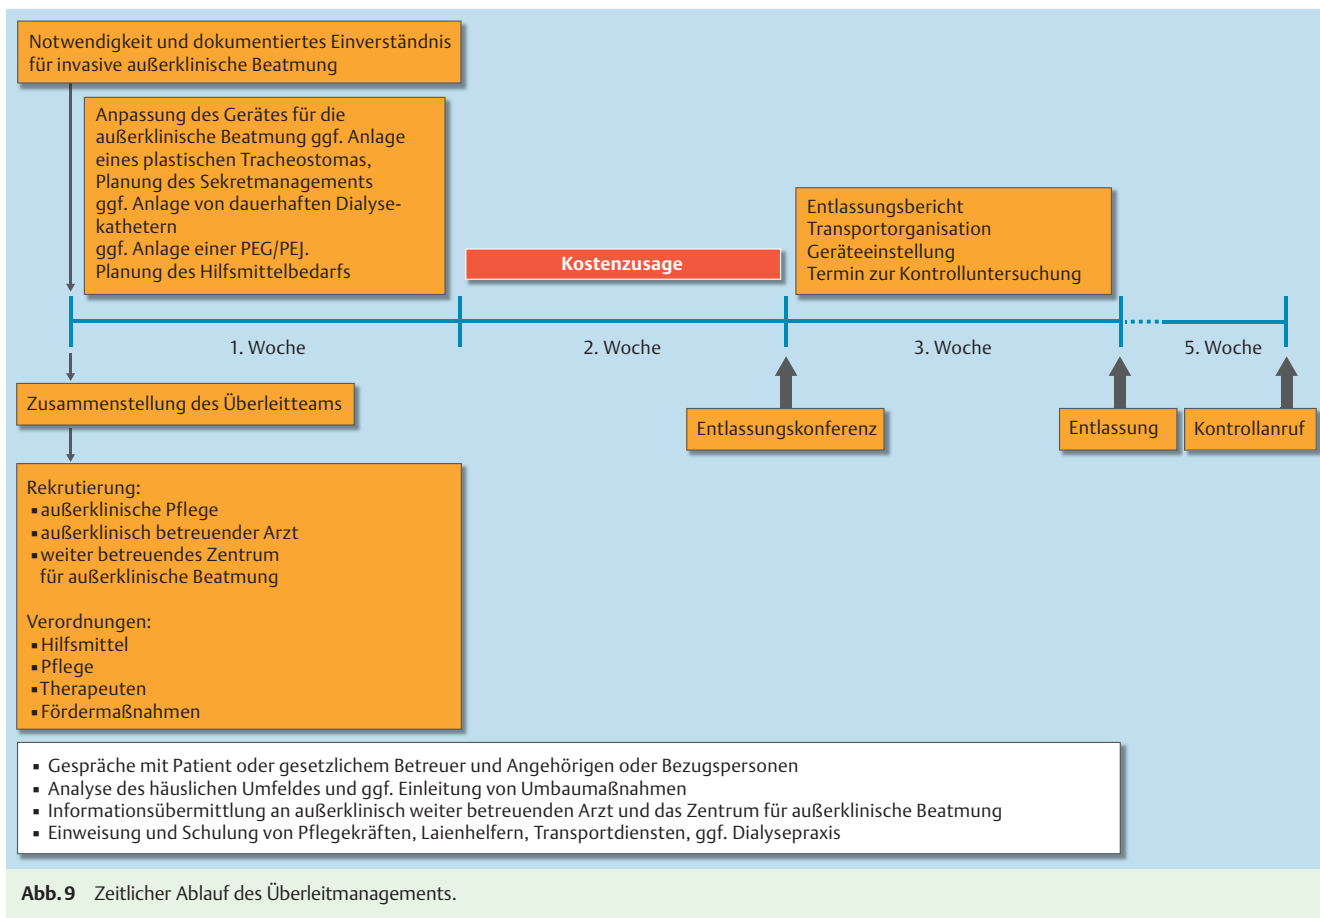 Notwendigkeit und dokumentiertes Einverständnis
für invasive außerklinische Beatmung
Anpassung des Gerätes für die
außerklinische Beatmung ggf. Anlage
eines plastischen Tracheostomas,
Planung des Sekretmanagements
ggf. Anlage von dauerhaften Dialyse-
kathetern
ggf. Anlage einer PEG/PEJ.
Planung des Hilfsmittelbedarfs
Kostenzusage
Entlassungsbericht
Transportorganisation
Geräteeinstellung
Termin zur Kontrolluntersuchung
1. Woche
2. Woche
3. Woche
5. Woche
Zusammenstellung des Überleitteams
Entlassungskonferenz
Entlassung
Kontrollanruf
Rekrutierung:
▪ außerklinische Pflege
▪ außerklinisch betreuender Arzt
▪ weiter betreuendes Zentrum
für außerklinische Beatmung
Verordnungen:
▪ Hilfsmittel
▪ Pflege
▪ Therapeuten
▪ Fördermaßnahmen
▪ Gespräche mit Patient oder gesetzlichem Betreuer und Angehörigen oder Bezugspersonen
▪ Analyse des häuslichen Umfeldes und ggf. Einleitung von Umbaumaßnahmen
▪ Informationsübermittlung an außerklinisch weiter betreuenden Arzt und das Zentrum für außerklinische Beatmung
▪ Einweisung und Schulung von Pflegekräften, Laienhelfern, Transportdiensten, ggf. Dialysepraxis
Abb. 9 Zeitlicher Ablauf des Überleitmanagements.